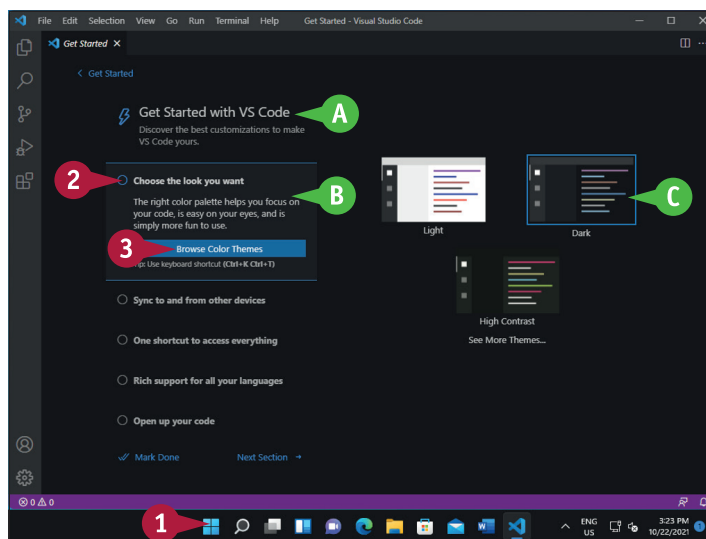 File Edit Selection View Go Run Terminal Help Get Started - Visual Studio Code
Get Started
< Get Started
Get Started with VS Code
A
Discover the best customizations to make
VS Code yours.
2
Choose the look you want
B
The right color palette helps you focus on
your code, is easy on your eyes, and is
simply more fun to use.
3
Browse Color Themes
Tip: Use keyboard shortcut (Ctrl+K Ctrl+T)
Light
C
Dark
High Contrast
See More Themes...
Sync to and from other devices
One shortcut to access everything
Rich support for all your languages
Open up your code
Mark Done
Next Section →
0 0
1
W
ENG
US
3:23 PM
10/22/2021